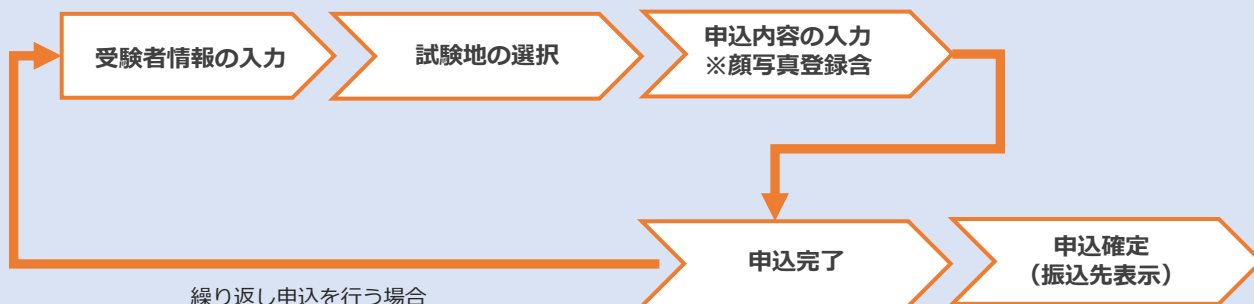 受験者情報の入力
試験地の選択
申込内容の入力
※顔写真登録含
申込完了
申込確定
（振込先表示）
繰り返し申込を行う場合